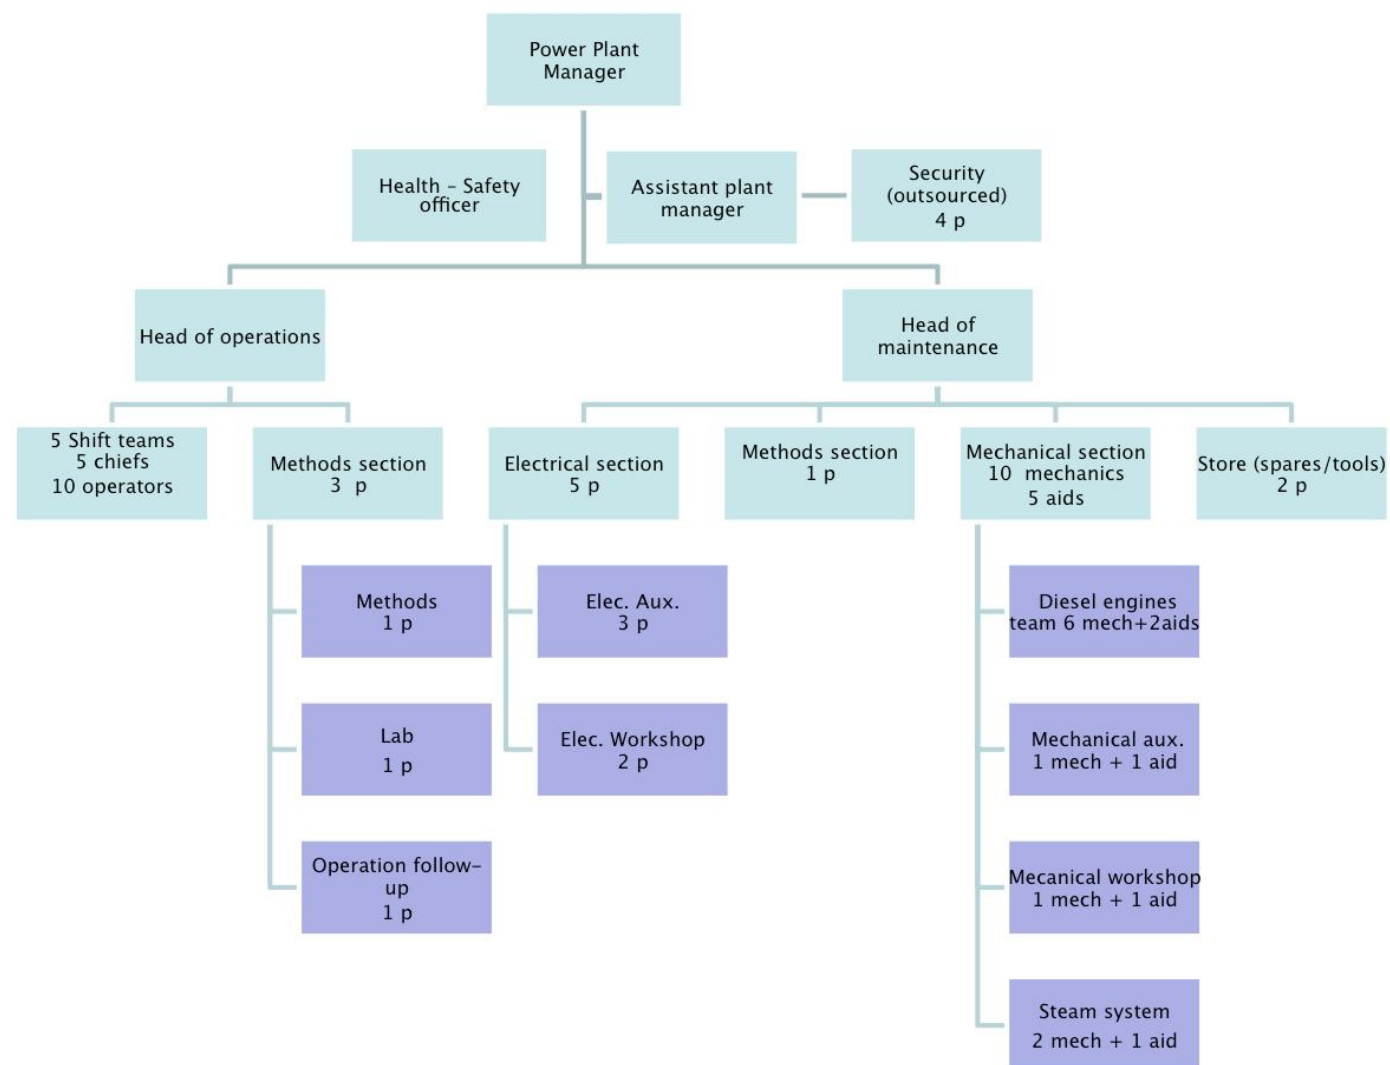 Power Plant
Manager
Health – Safety
officer
Assistant plant
manager
Security
(outsourced)
4 p
Head of operations
Head of
maintenance
5 Shift teams
5 chiefs
10 operators
Methods section
3 p
Electrical section
5 p
Methods section
1 p
Mechanical section
10 mechanics
5 aids
Store (spares/tools)
2 p
Methods
1 p
Elec. Aux.
3 p
Diesel engines
team 6 mech+2aids
Lab
1 p
Elec. Workshop
2 p
Mechanical aux.
1 mech + 1 aid
Operation follow–
up
1 p
Mecanical workshop
1 mech + 1 aid
Steam system
2 mech + 1 aid